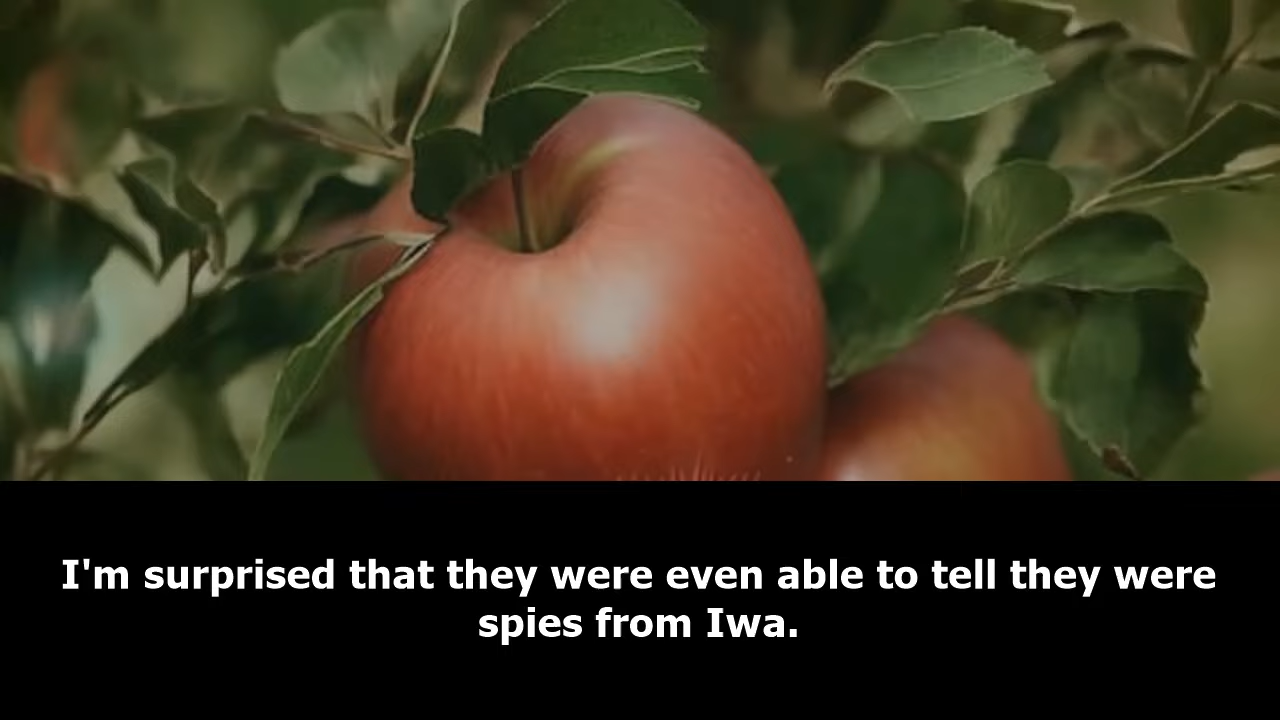 I'm surprised that they were even able to tell they were
spies from Iwa.